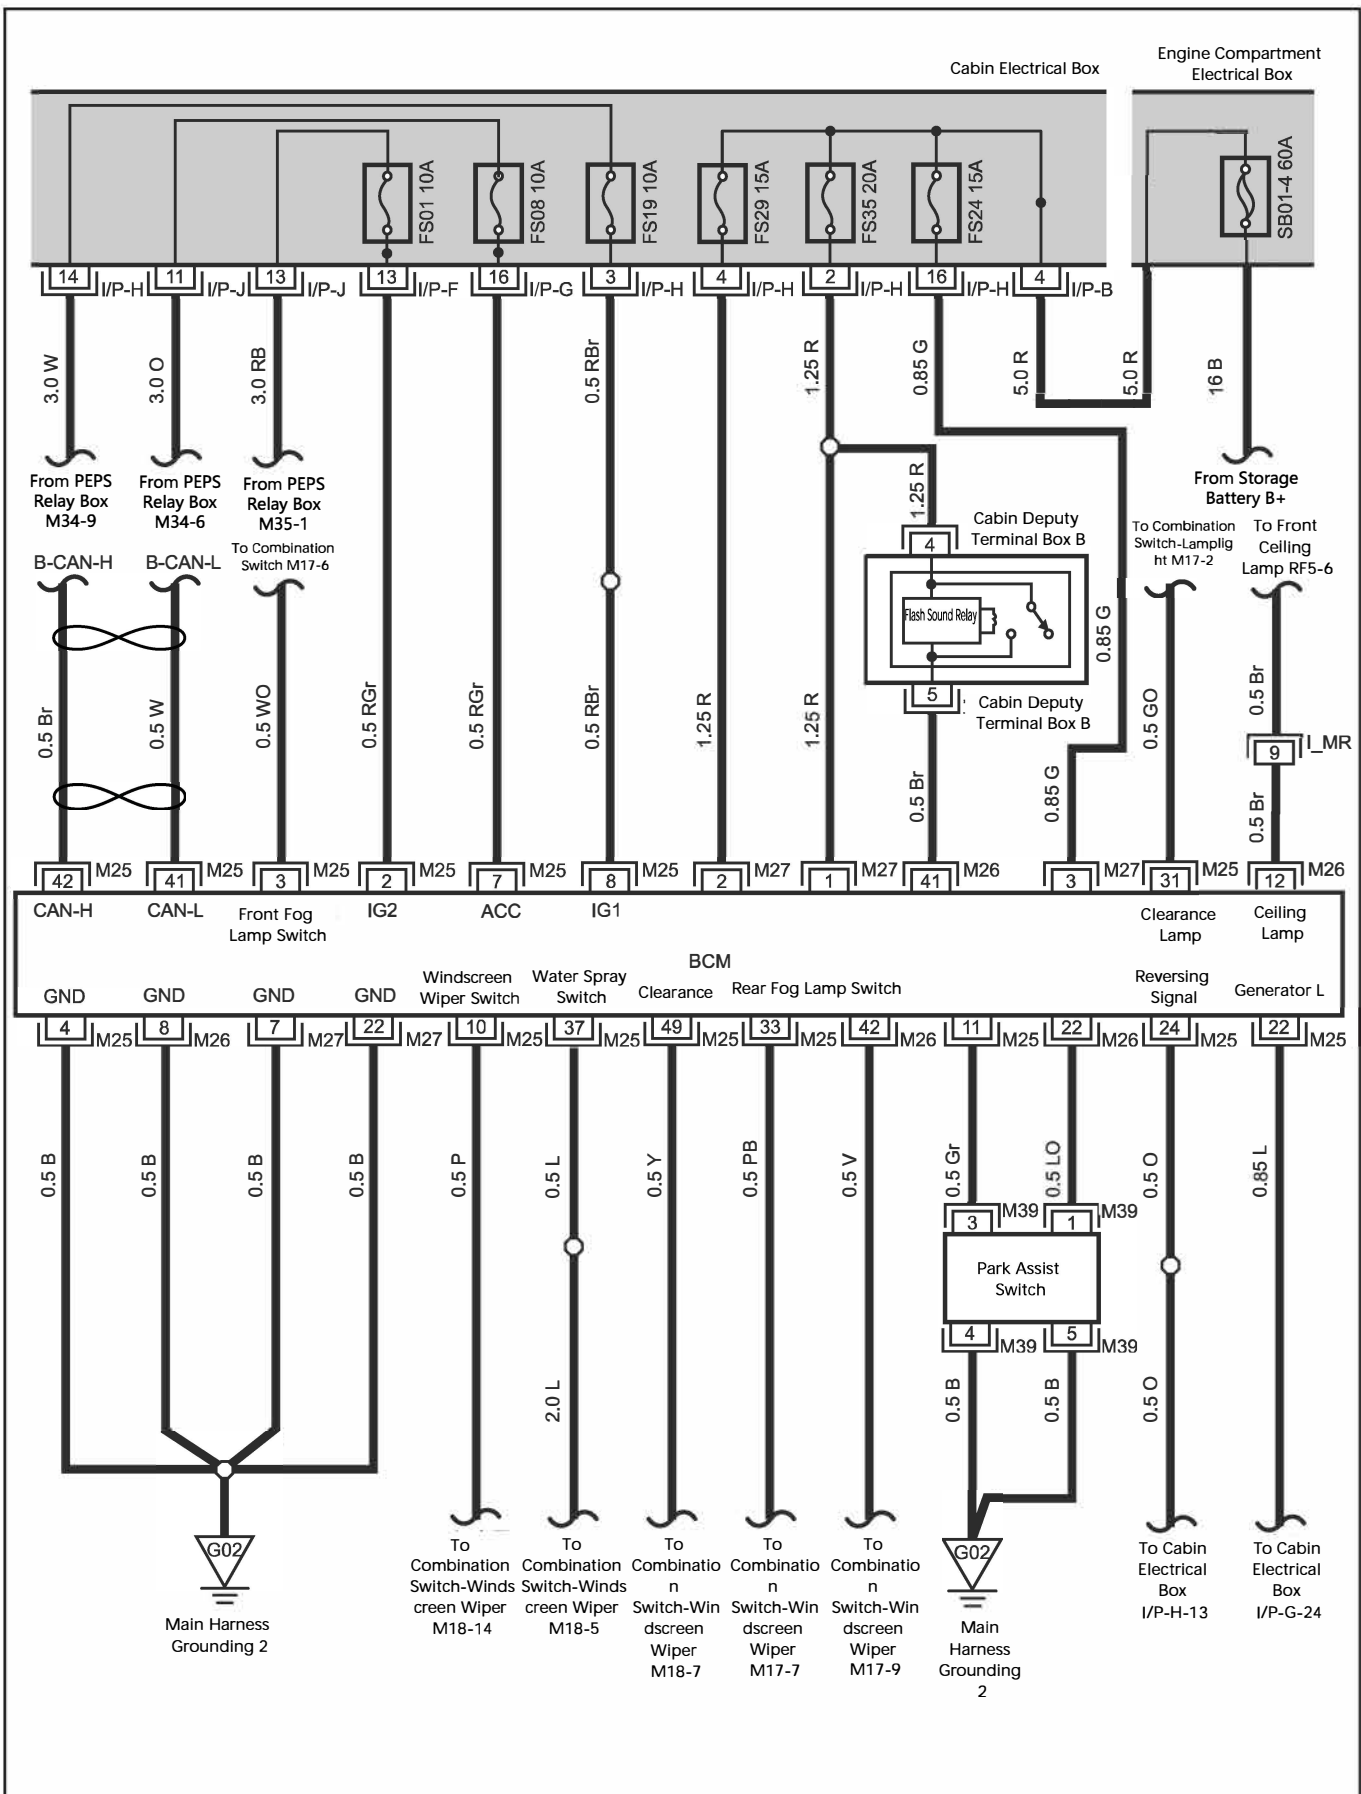 Cabin Electrical Box
Engine Compartment
Electrical Box
FS01 10A
FS08 10A
FS19 10A
FS29 15A
FS35 20A
FS24 15A
SB01-4 60A
14 I/P-H
11 I/P-J
13 I/P-J
13 I/P-F
16 I/P-G
3 I/P-H
4 I/P-H
2 I/P-H
16 I/P-H
4 I/P-B
3.0 W
3.0 O
3.0 RB
0.5 RBr
1.25 R
0.85 G
5.0 R
5.0 R
16 B
From PEPS
Relay Box
M34-9
From PEPS
Relay Box
M34-6
From PEPS
Relay Box
M35-1
From Storage
Battery B+
1.25 R
B-CAN-H
B-CAN-L
To Combination
Switch M17-6
Cabin Deputy
Terminal Box B
4
Flash Sound Relay
5
Cabin Deputy
Terminal Box B
To Combination
Switch-Lamplig
ht M17-2
To Front
Ceiling
Lamp RF5-6
0.85 G
0.5 Br
0.5 W
0.5 WO
0.5 RGr
0.5 RGr
0.5 RBr
1.25 R
1.25 R
0.5 Br
0.85 G
0.5 GO
0.5 Br
9 I_MR
0.5 Br
42 M25
41 M25
3 M25
2 M25
7 M25
8 M25
2 M27
1 M27
41 M26
3 M27
31 M25
12 M26
CAN-H
CAN-L
Front Fog
Lamp Switch
IG2
ACC
IG1
Clearance
Lamp
Ceiling
Lamp
BCM
GND
GND
GND
GND
Windscreen
Wiper Switch
Water Spray
Switch
Clearance
Rear Fog Lamp Switch
Reversing
Signal
Generator L
4 M25
8 M26
7 M27
22 M27
10 M25
37 M25
49 M25
33 M25
42 M26
11 M25
22 M26
24 M25
22 M25
0.5 B
0.5 B
0.5 B
0.5 B
0.5 P
0.5 L
0.5 Y
0.5 PB
0.5 V
0.5 Gr
0.5 LO
0.5 O
0.85 L
3 M39
1 M39
Park Assist
Switch
4 M39
5 M39
2.0 L
0.5 B
0.5 B
0.5 O
G02
Main Harness
Grounding 2
To
Combination
Switch-Winds
creen Wiper
M18-14
To
Combination
Switch-Winds
creen Wiper
M18-5
To
Combinatio
n
Switch-Win
dscreen
Wiper
M18-7
To
Combinatio
n
Switch-Win
dscreen
Wiper
M17-7
To
Combinatio
n
Switch-Win
dscreen
Wiper
M17-9
G02
Main
Harness
Grounding
2
To Cabin
Electrical
Box
I/P-H-13
To Cabin
Electrical
Box
I/P-G-24